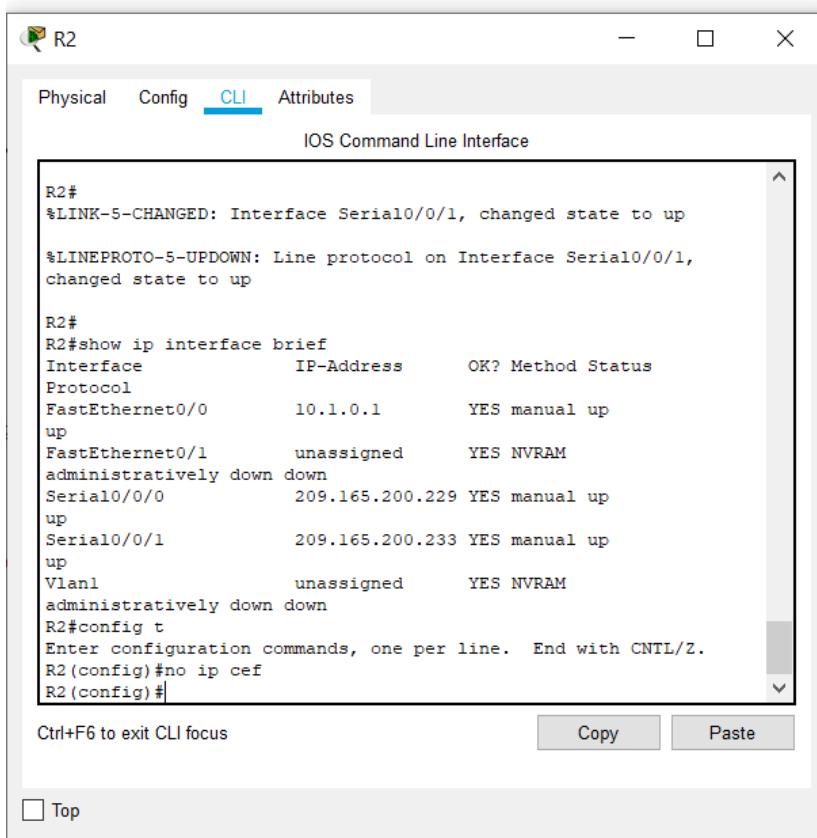 R2
Physical Config CLI Attributes
IOS Command Line Interface
R2#
%LINK-5-CHANGED: Interface Serial0/0/1, changed state to up
%LINEPROTO-5-UPDOWN: Line protocol on Interface Serial0/0/1,
changed state to up
R2#
R2#show ip interface brief
Interface IP-Address OK? Method Status
Protocol
FastEthernet0/0 10.1.0.1 YES manual up
up
FastEthernet0/1 unassigned YES NVRAM
administratively down down
Serial0/0/0 209.165.200.229 YES manual up
up
Serial0/0/1 209.165.200.233 YES manual up
up
Vlan1 unassigned YES NVRAM
administratively down down
R2#config t
Enter configuration commands, one per line. End with CNTL/Z.
R2(config)#no ip cef
R2(config)#
Ctrl+F6 to exit CLI focus
Copy Paste
Top